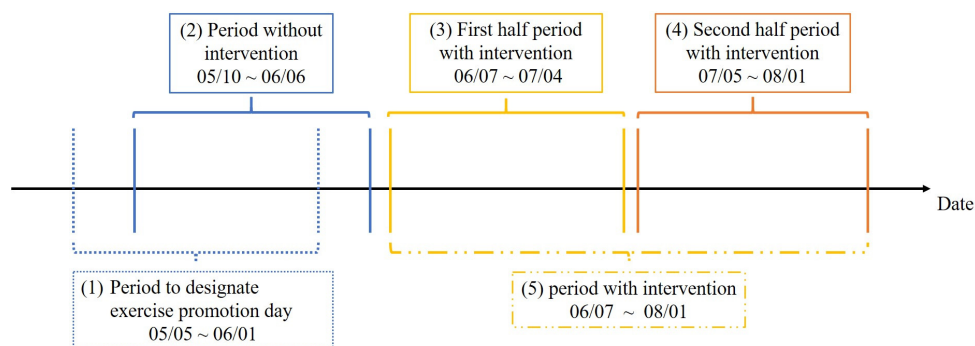 (2) Period without
intervention
05/10 ~ 06/06
(3) First half period
with intervention
06/07 ~ 07/04
(4) Second half period
with intervention
07/05 ~ 08/01
Date
(1) Period to designate
exercise promotion day
05/05 ~ 06/01
(5) period with intervention
06/07 ~ 08/01